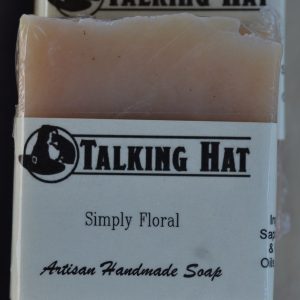 TALKING HAT
TALKING HAT
Simply Floral
Artisan Handmade Soap
&